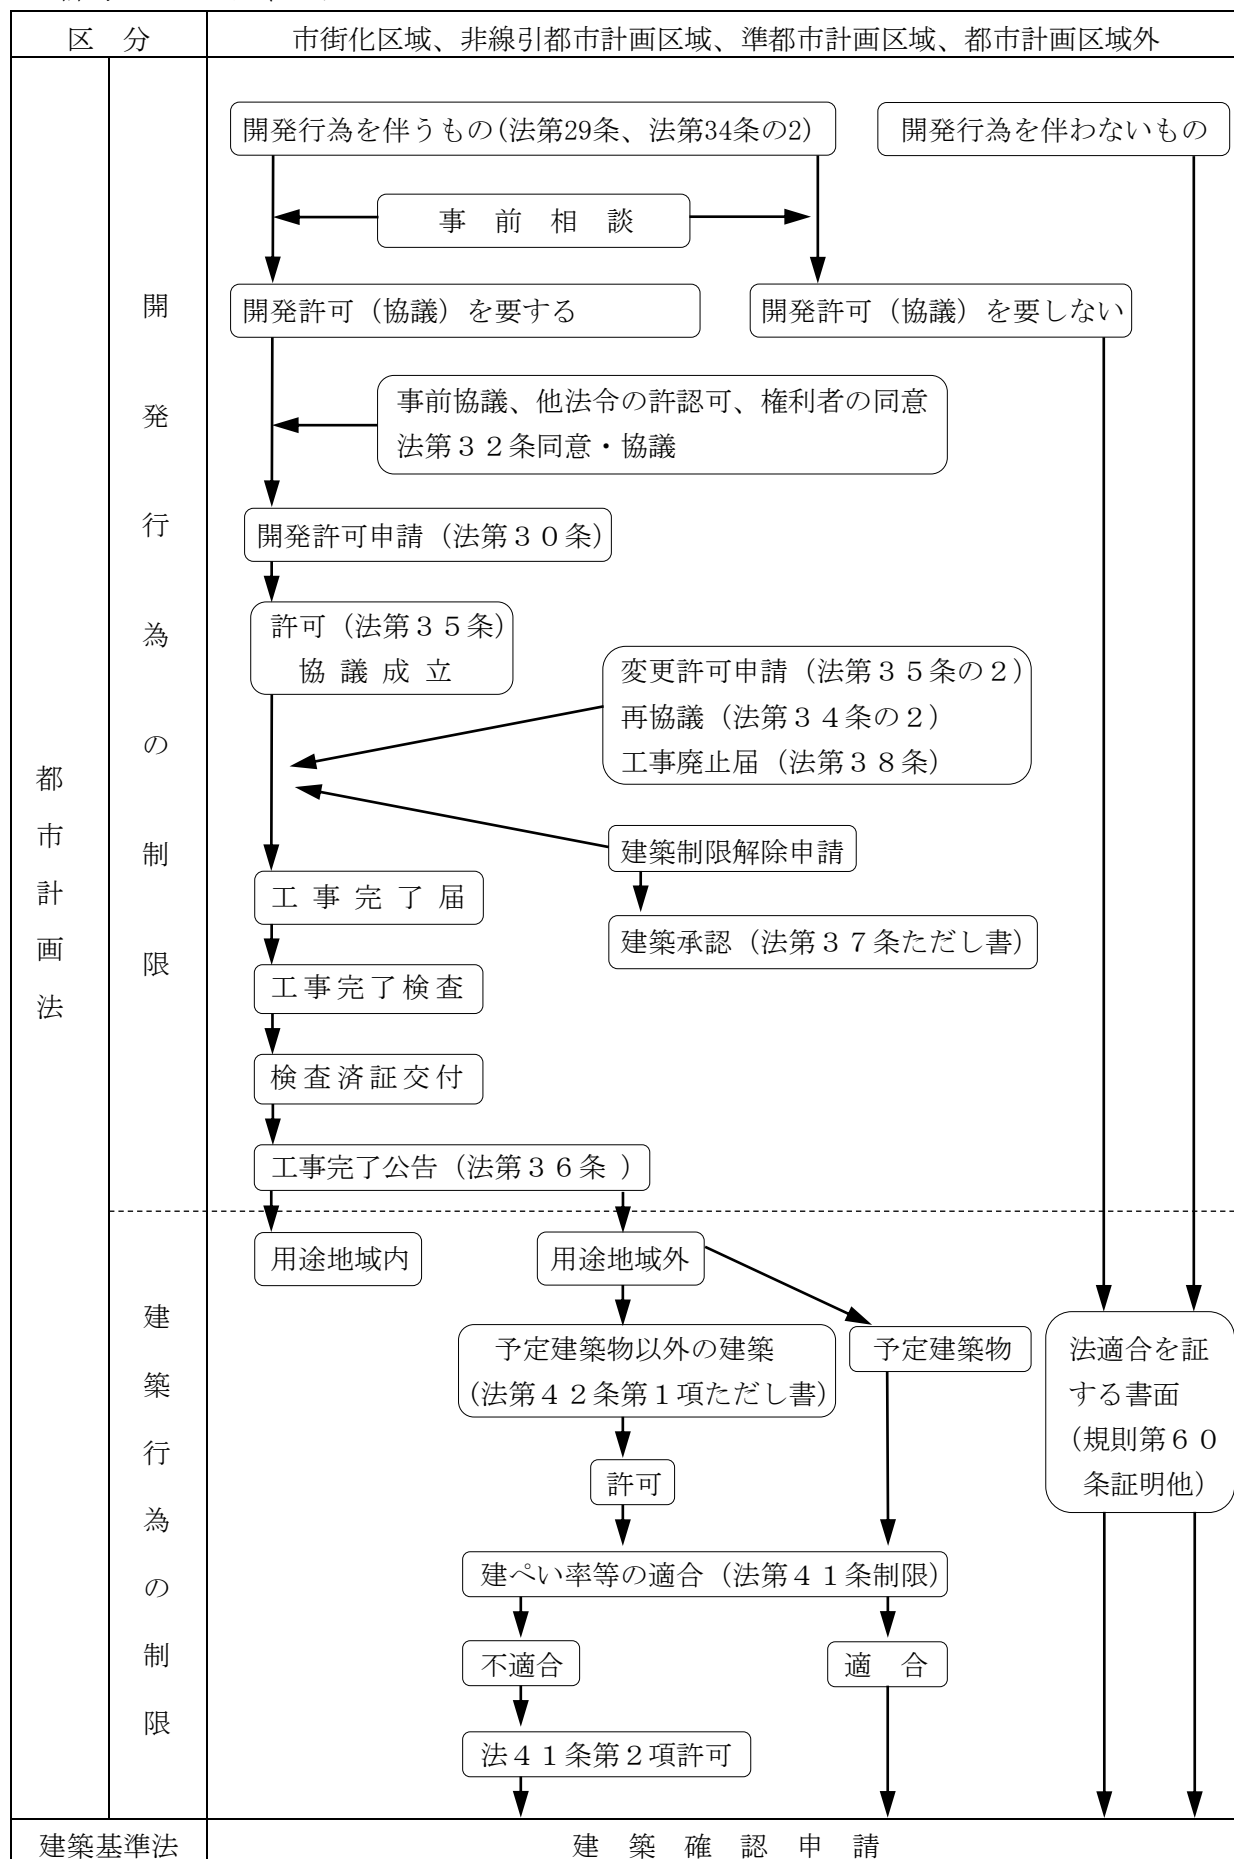 区　分
市街化区域、非線引都市計画区域、準都市計画区域、都市計画区域外
都市計画法
開発行為の制限
開発行為を伴うもの(法第29条、法第34条の2)
開発行為を伴わないもの
事　前　相　談
開発許可（協議）を要する
開発許可（協議）を要しない
事前協議、他法令の許認可、権利者の同意
法第３２条同意・協議
開発許可申請（法第３０条）
許可（法第３５条）
協 議 成 立
変更許可申請（法第３５条の２）
再協議（法第３４条の２）
工事廃止届（法第３８条）
建築制限解除申請
建築承認（法第３７条ただし書）
工 事 完 了 届
工事完了検査
検査済証交付
工事完了公告（法第３６条 ）
建築行為の制限
用途地域内
用途地域外
予定建築物以外の建築
(法第４２条第１項ただし書)
予定建築物
法適合を証
する書面
（規則第６０
条証明他）
許可
建ぺい率等の適合（法第４１条制限）
不適合
適　合
法４１条第２項許可
建築基準法
建　築　確　認　申　請